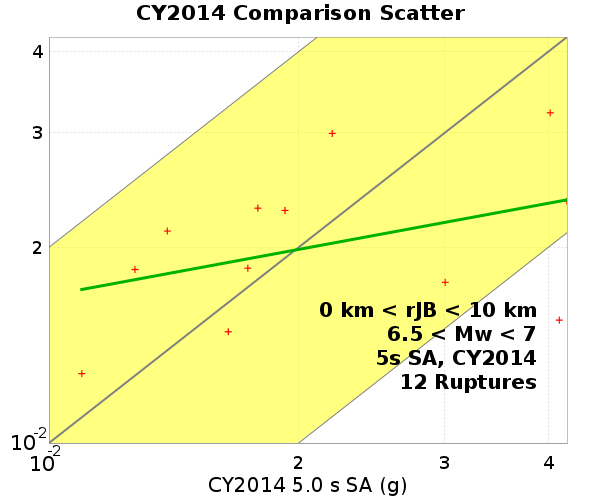 CY2014 Comparison Scatter
4
3
2
10-2
0 km < rJB < 10 km
6.5 < Mw < 7
5s SA, CY2014
12 Ruptures
10-2
2
3
4
CY2014 5.0 s SA (g)